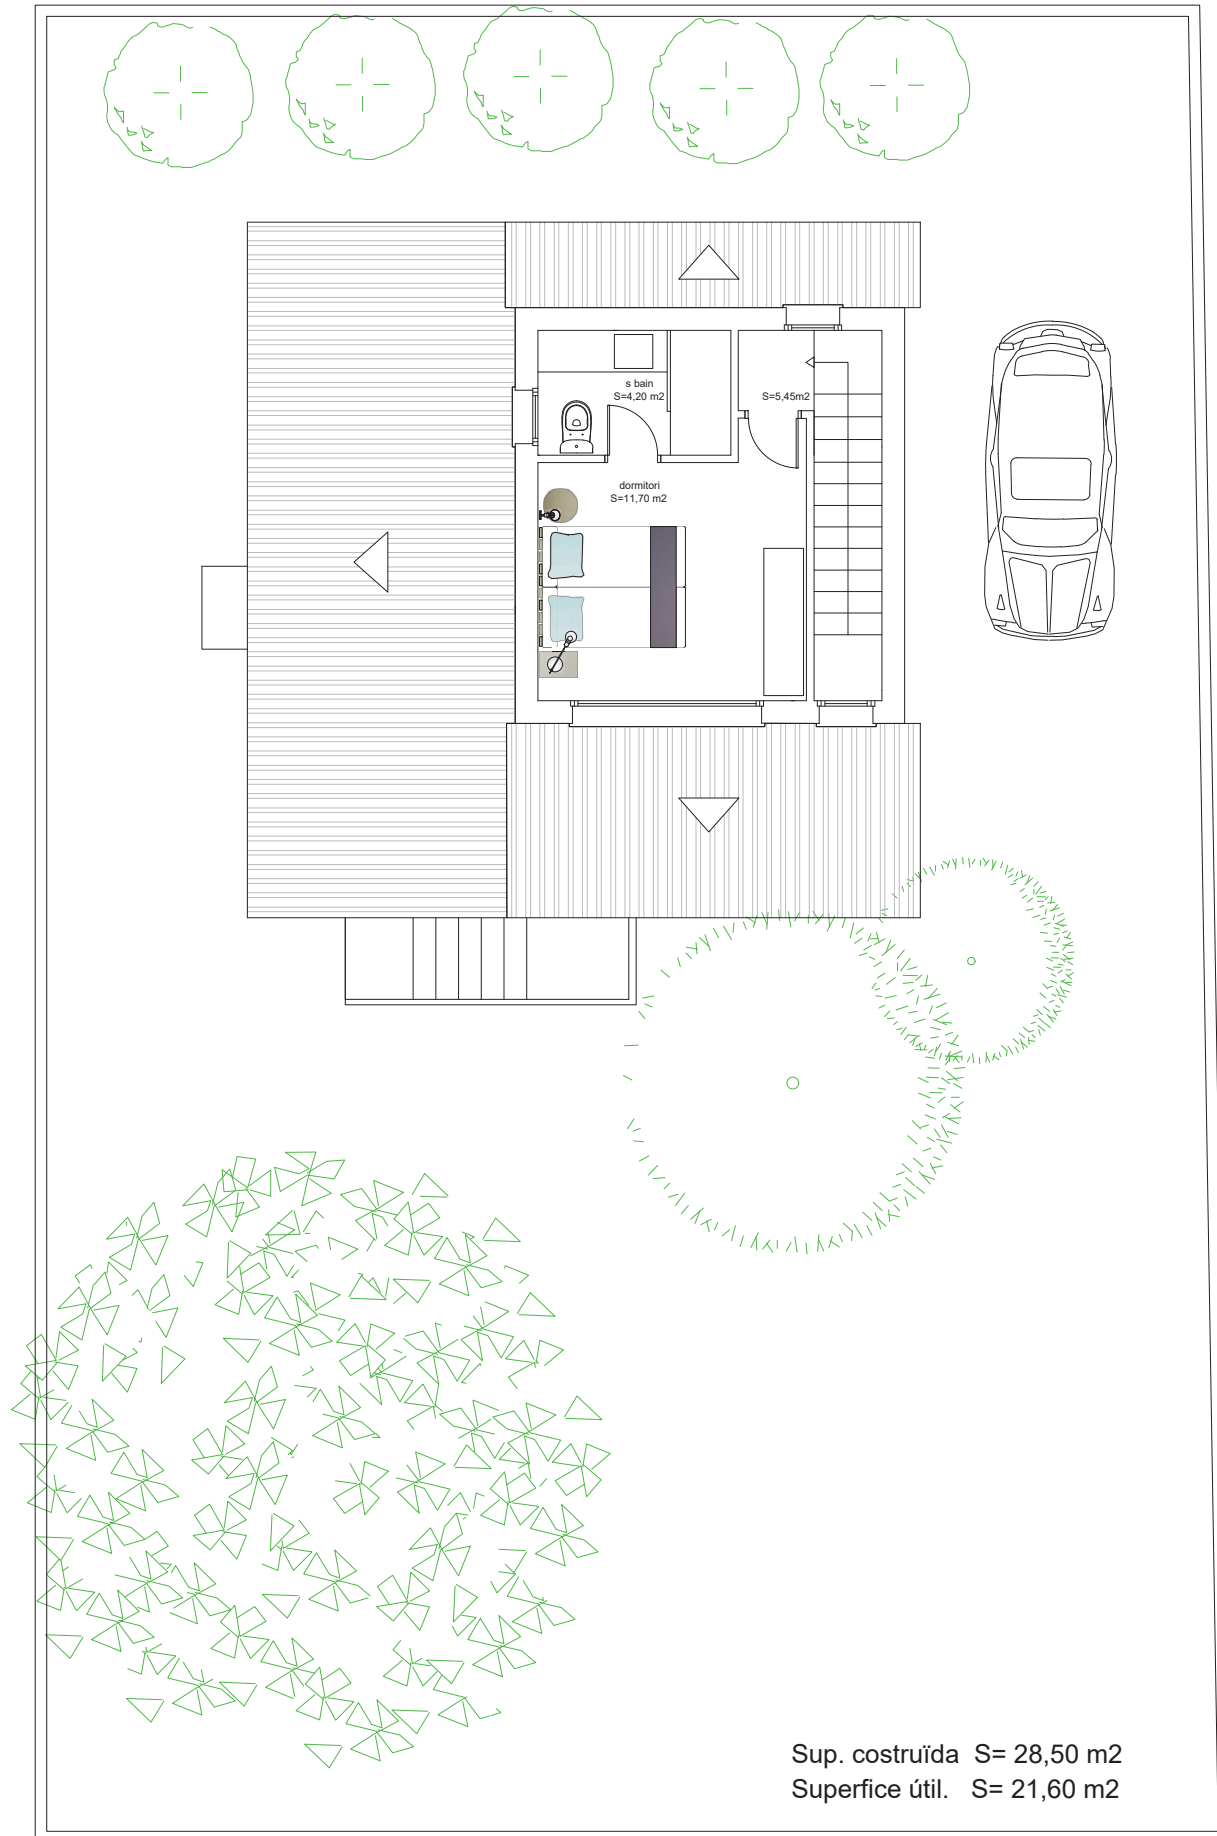 s bain
S=4,20 m2
S=5,45m2
dormitori
S=11,70 m2
Sup. costruïda S= 28,50 m2
Superfice útil. S= 21,60 m2